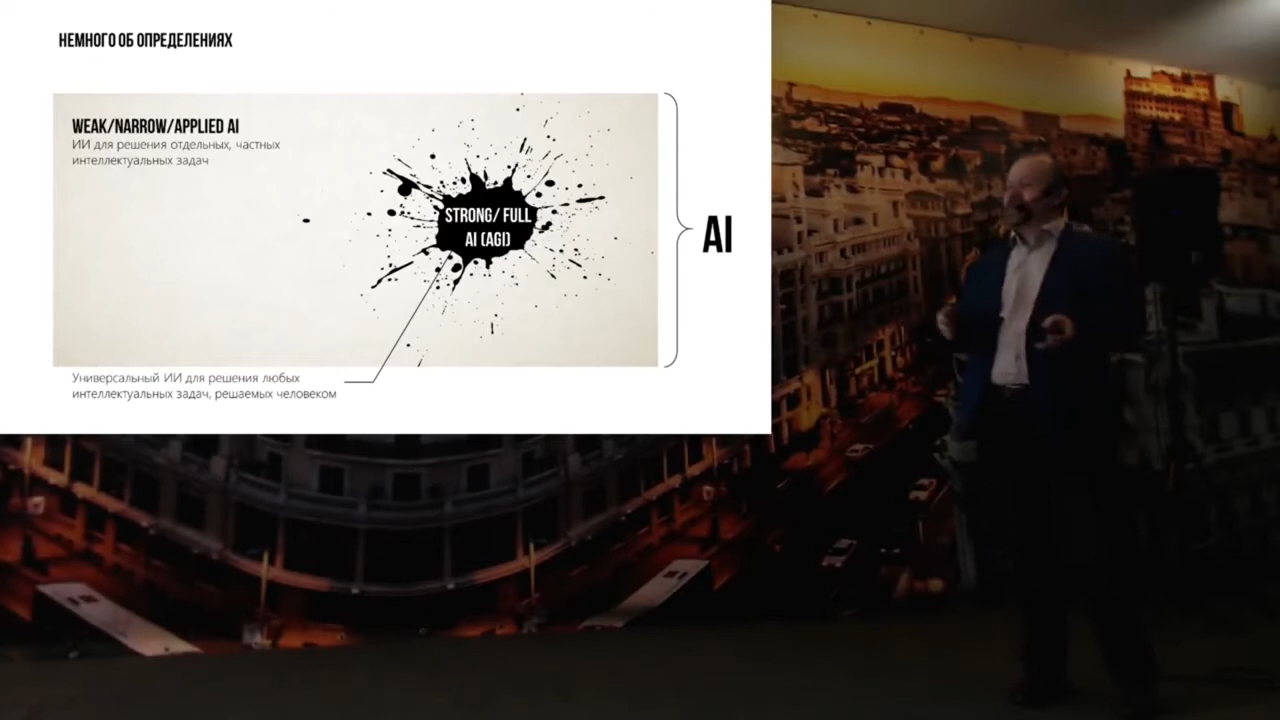 НЕМНОГО ОБ ОПРЕДЕЛЕНИЯХ
WEAK/NARROW/APPLIED AI
ИИ для решения отдельных, частных
интеллектуальных задач
STRONG/ FULL
AI (AGI)
AI
Универсальный ИИ для решения любых
интеллектуальных задач, решаемых человеком